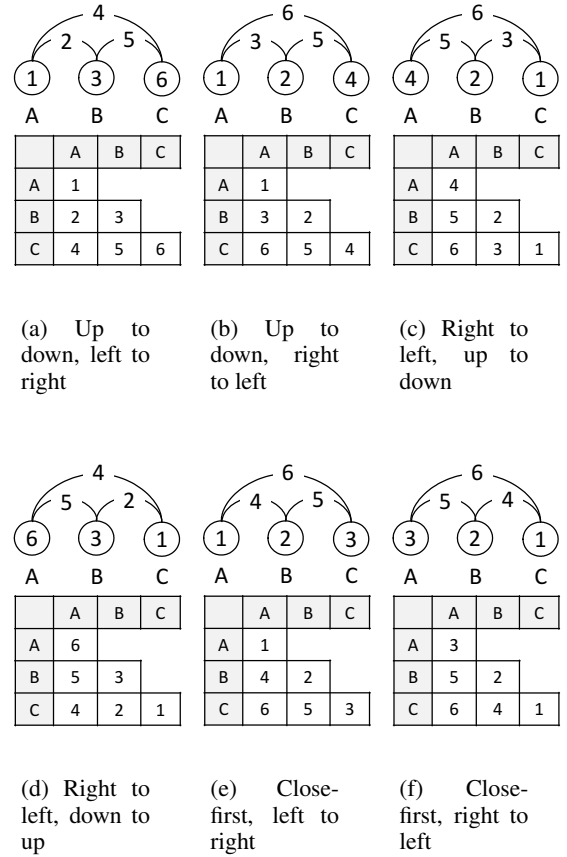 4 6 6
2 5 3 5 5 3
1 3 6 1 2 4 4 2 1
A B C A B C A B C
A B C A B C A B C
A 1 A 1 A 4
B 2 3 B 3 2 B 5 2
C 4 5 6 C 6 5 4 C 6 3 1
(a) Up to
down, left to
right
(b) Up to
down, right
to left
(c) Right to
left, up to
down
4 6 6
5 2 4 5 5 4
6 3 1 1 2 3 3 2 1
A B C A B C A B C
A B C A B C A B C
A 6 A 1 A 3
B 5 3 B 4 2 B 5 2
C 4 2 1 C 6 5 3 C 6 4 1
(d) Right to
left, down to
up
(e) Close-
first, left to
right
(f) Close-
first, right to
left